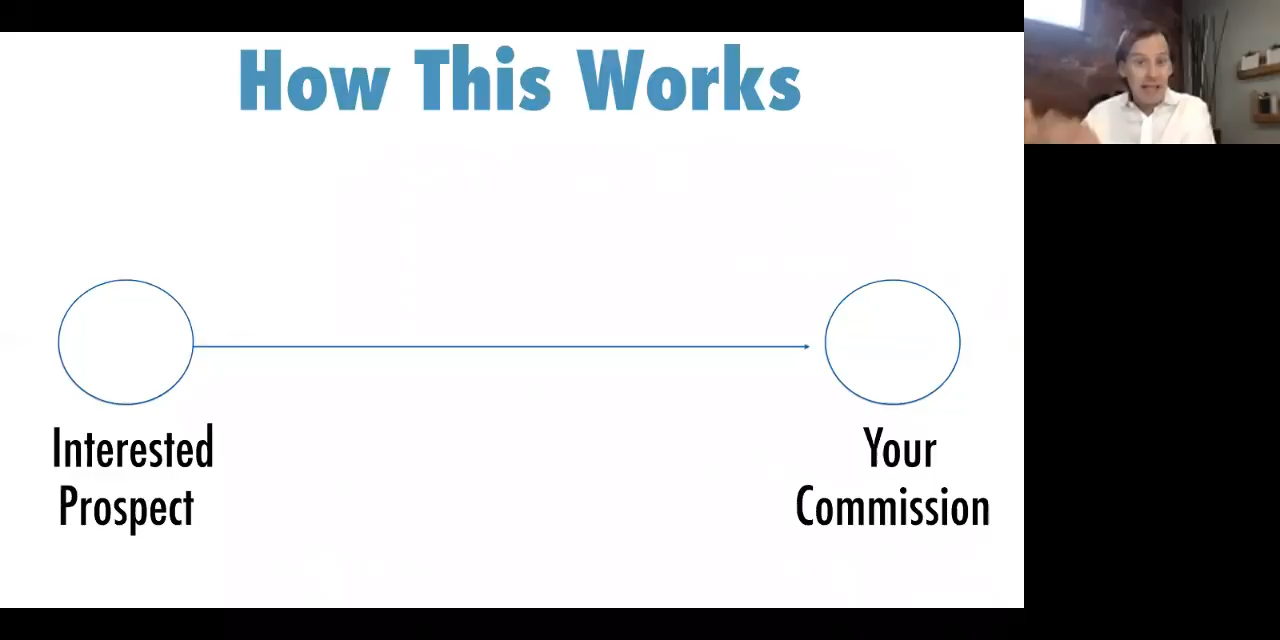 How This Works
Interested
Prospect
Your
Commission